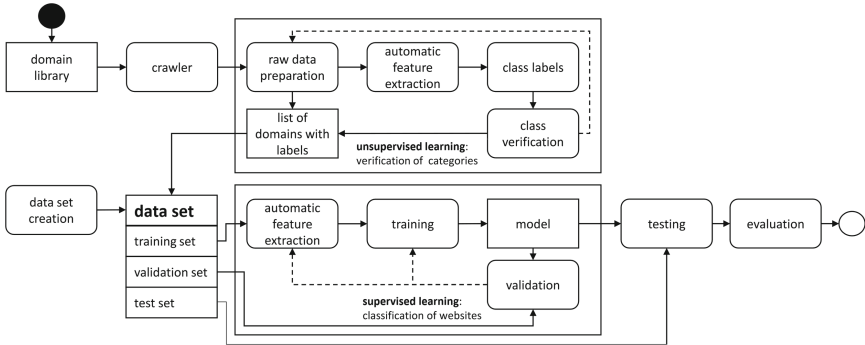 domain
library
crawler
raw data
preparation
automatic
feature
extraction
class labels
list of
domains with
labels
class
verification
unsupervised learning:
verification of categories
data set
creation
data set
training set
validation set
test set
automatic
feature
extraction
training
model
testing
evaluation
validation
supervised learning:
classification of websites